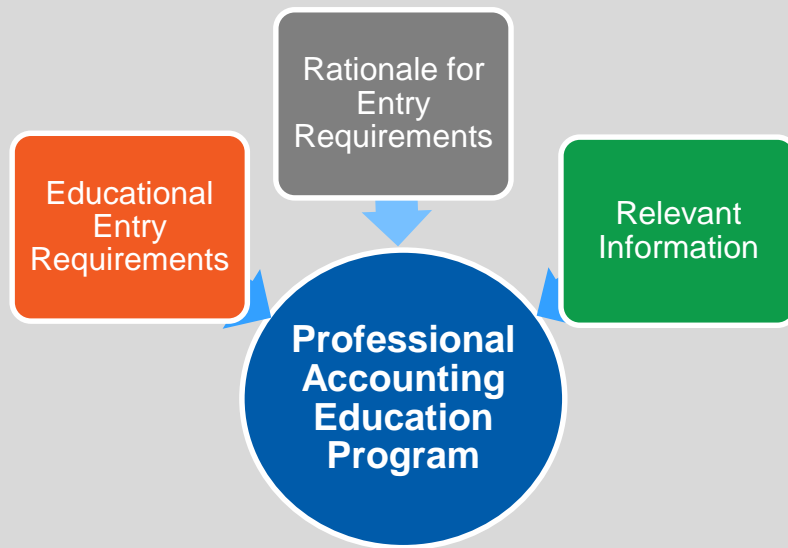 Rationale for
Entry
Requirements
Educational
Entry
Requirements
Relevant
Information
Professional
Accounting
Education
Program